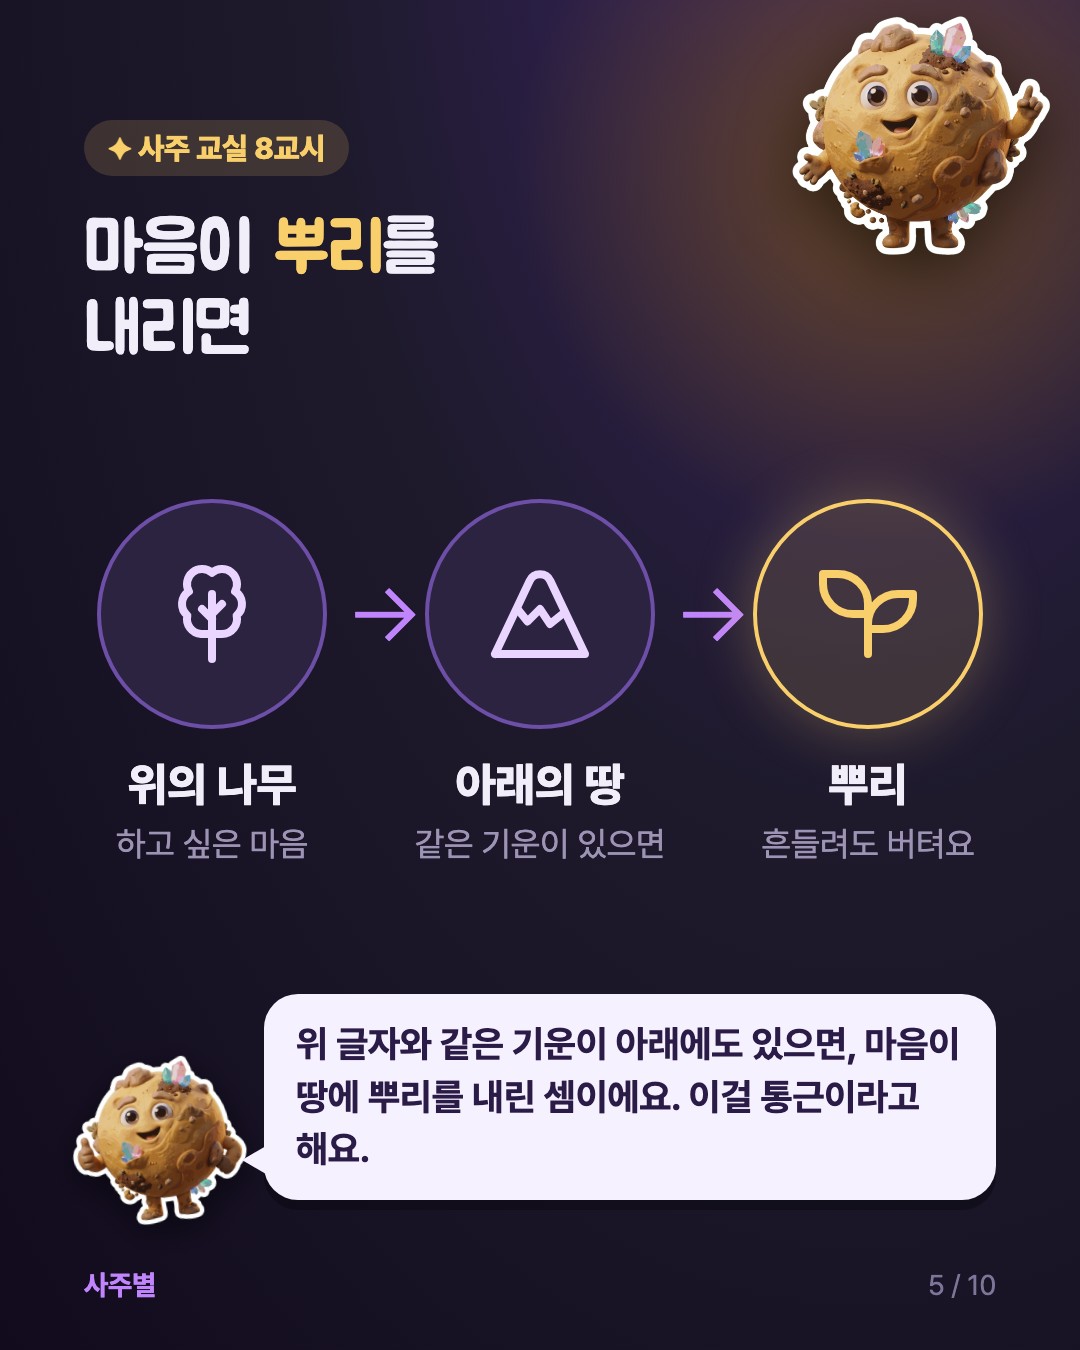 사주 교실 8교시
마음이 뿌리를
내리면
위의 나무
하고 싶은 마음
아래의 땅
같은 기운이 있으면
뿌리
흔들려도 버텨요
위 글자와 같은 기운이 아래에도 있으면, 마음이
땅에 뿌리를 내린 셈이에요. 이걸 통근이라고
해요.
사주별
5 / 10